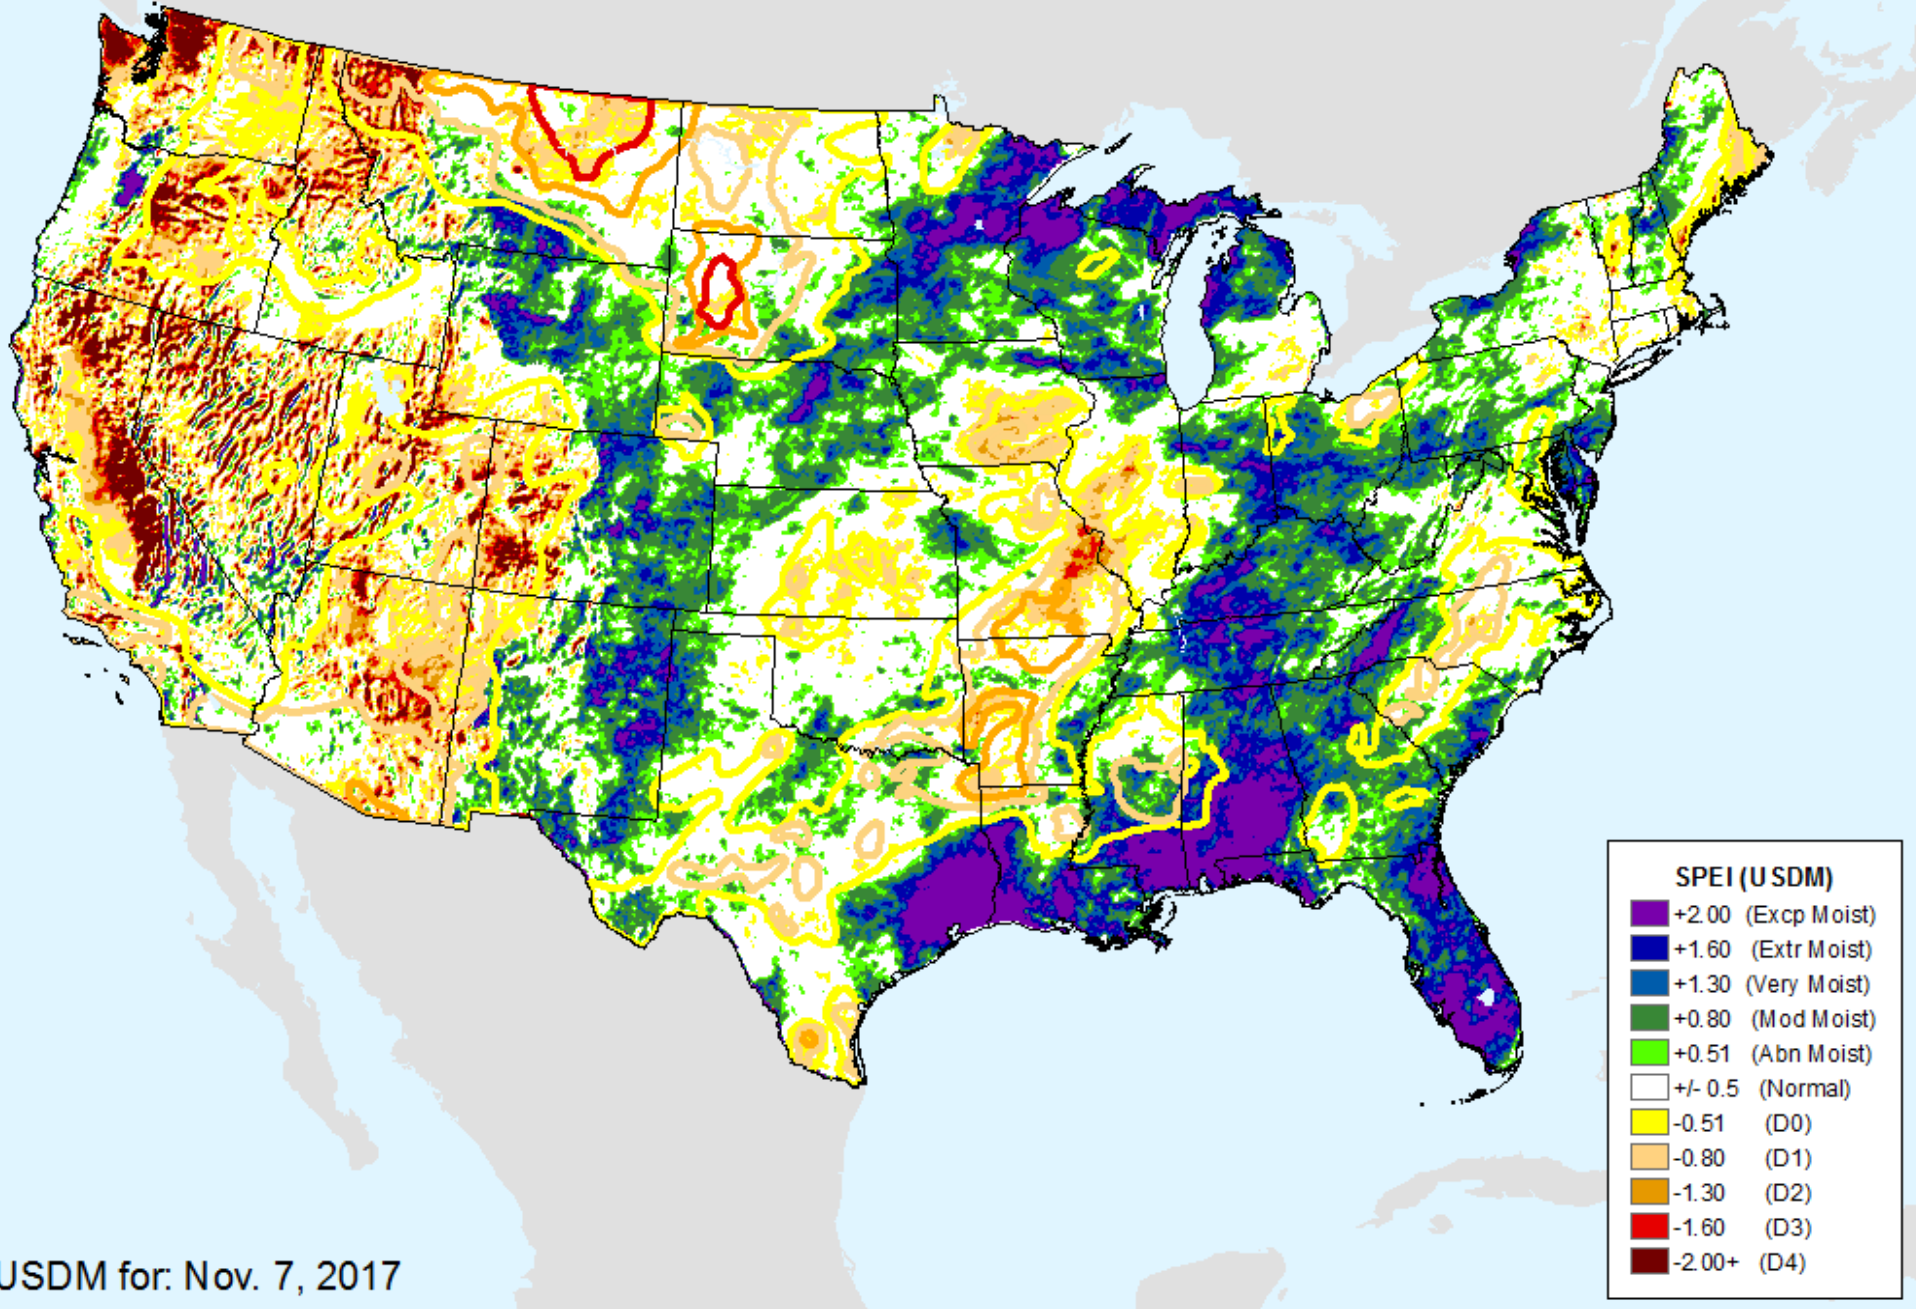 SPEI (USDM)
+2.00 (Excp Moist)
+1.60 (Extr Moist)
+1.30 (Very Moist)
+0.80 (Mod Moist)
+0.51 (Abn Moist)
+/- 0.5 (Normal)
-0.51 (D0)
-0.80 (D1)
-1.30 (D2)
-1.60 (D3)
-2.00+ (D4)
USDM for: Nov. 7, 2017